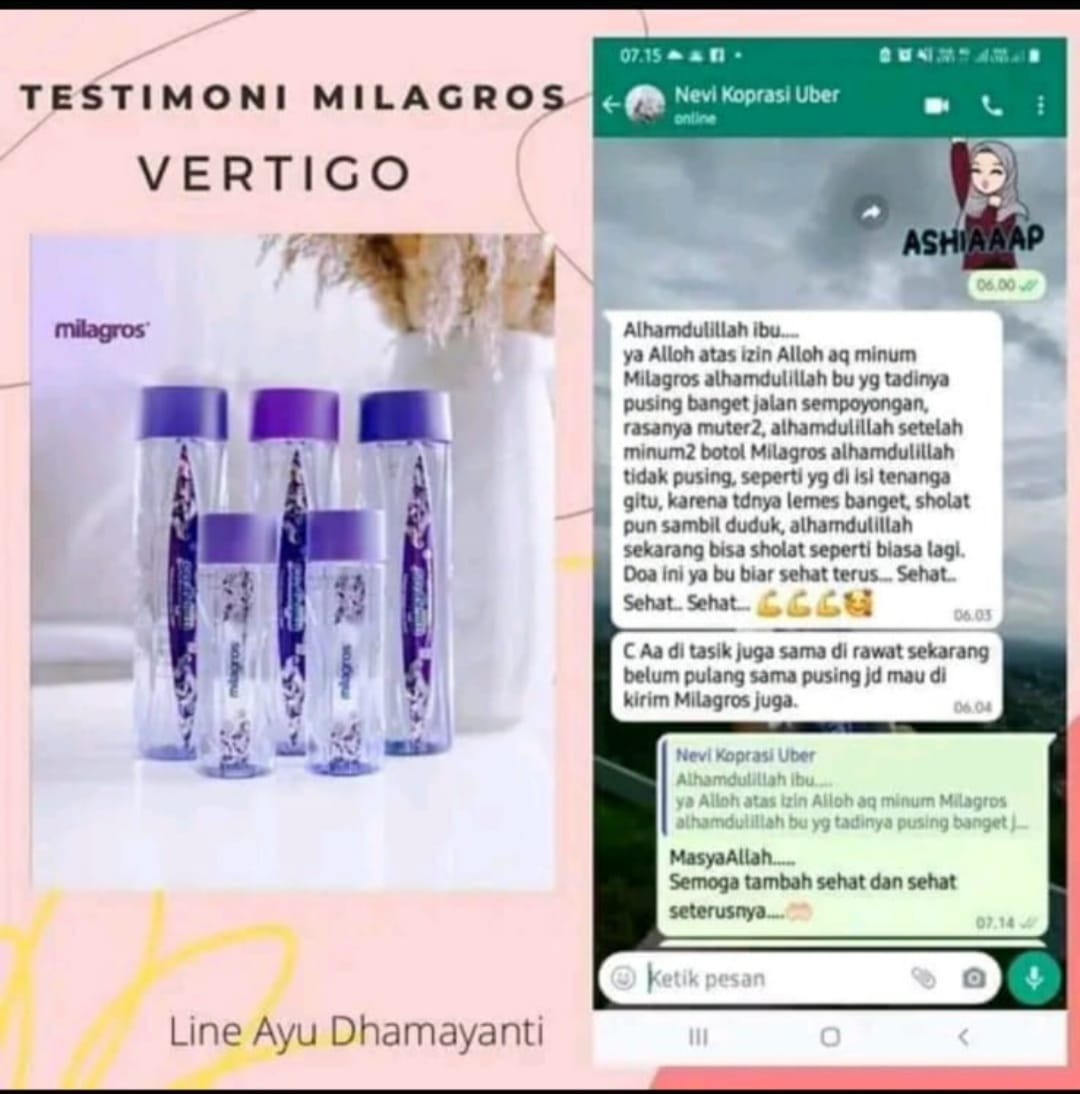 TESTIMONI MILAGROS
VERTIGO
milagros
milagros
milagros
Line Ayu Dhamayanti
07.15
Nevi Koprasi Uber
online
ASHIAAAP
06.00
Alhamdulillah ibu....
ya Alloh atas izin Alloh aq minum
Milagros alhamdulillah bu yg tadinya
pusing banget jalan sempoyongan,
rasanya muter2, alhamdulillah setelah
minum2 botol Milagros alhamdulillah
tidak pusing, seperti yg di isi tenanga
gitu, karena tdnya lemes banget, sholat
pun sambil duduk, alhamdulillah
sekarang bisa sholat seperti biasa lagi.
Doa ini ya bu biar sehat terus... Sehat..
Sehat.. Sehat... 💪💪💪🥰
06.03
C Aa di tasik juga sama di rawat sekarang
belum pulang sama pusing jd mau di
kirim Milagros juga.
06.04
Nevi Koprasi Uber
Alhamdulillah ibu....
ya Alloh atas izin Alloh aq minum Milagros
alhamdulillah bu yg tadinya pusing banget j...
MasyaAllah.....
Semoga tambah sehat dan sehat
seterusnya....🤲
07.14
Ketik pesan